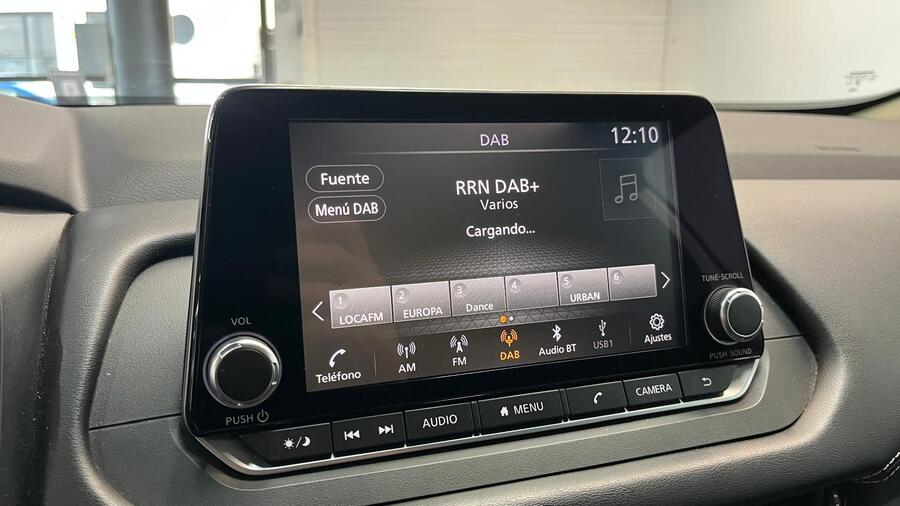 DAB
12:10
Fuente
Menú DAB
RRN DAB+
Varios
Cargando...
1
LOCAFM
2
EUROPA
3
Dance
4
5
URBAN
6
Teléfono
AM
FM
DAB
Audio BT
USB1
Ajustes
VOL
PUSH
TUNE·SCROLL
PUSH SOUND
AUDIO
MENU
CAMERA